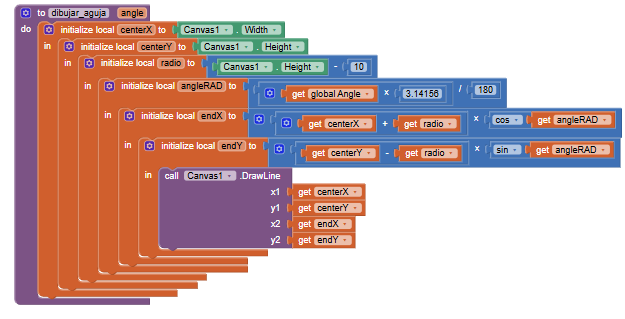 to dibujar_aguja angle
do initialize local centerX to Canvas1 . Width
in initialize local centerY to Canvas1 . Height
in initialize local radio to Canvas1 . Height - 10
in initialize local angleRAD to get global Angle × 3.14156 / 180
in initialize local endX to get centerX + get radio × cos get angleRAD
in initialize local endY to get centerY - get radio × sin get angleRAD
in call Canvas1 .DrawLine
x1 get centerX
y1 get centerY
x2 get endX
y2 get endY